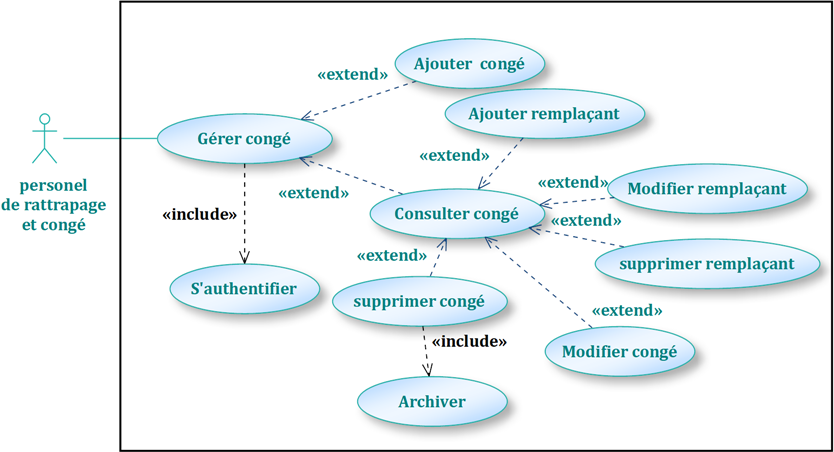 Ajouter congé
«extend»
Ajouter remplaçant
Gérer congé
«extend»
personel
de rattrapage
et congé
«extend»
«extend»
Modifier remplaçant
«include»
Consulter congé
«extend»
«extend»
supprimer remplaçant
S'authentifier
supprimer congé
«extend»
«include»
Modifier congé
Archiver